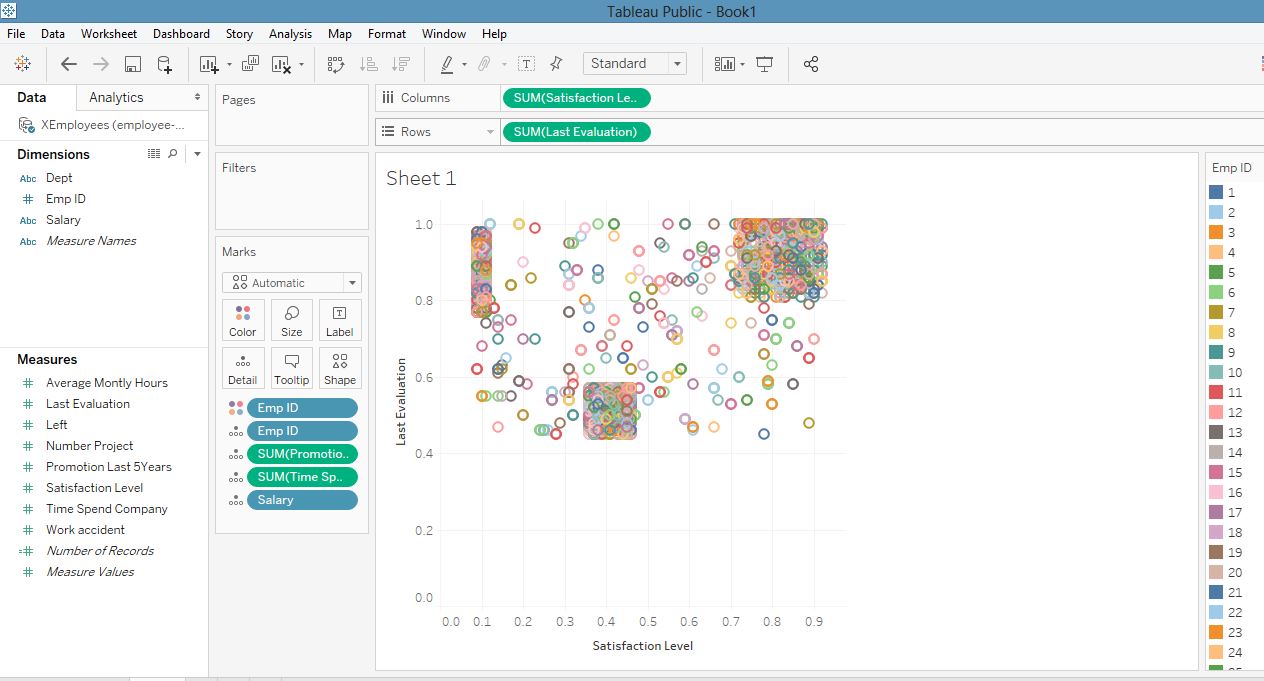 Tableau Public - Book1
File Data Worksheet Dashboard Story Analysis Map Format Window Help
Standard
Data Analytics
XEmployees (employee-...
Dimensions
Abc Dept
Emp ID
Abc Salary
Abc Measure Names
Measures
Average Montly Hours
Last Evaluation
Left
Number Project
Promotion Last 5Years
Satisfaction Level
Time Spend Company
Work accident
Number of Records
Measure Values
Pages
Filters
Marks
Automatic
Color Size Label
Detail Tooltip Shape
Emp ID
Emp ID
SUM(Promotio..
SUM(Time Sp..
Salary
Columns SUM(Satisfaction Le..
Rows SUM(Last Evaluation)
Sheet 1
Last Evaluation
1.0
0.8
0.6
0.4
0.2
0.0
0.0 0.1 0.2 0.3 0.4 0.5 0.6 0.7 0.8 0.9
Satisfaction Level
Emp ID
1
2
3
4
5
6
7
8
9
10
11
12
13
14
15
16
17
18
19
20
21
22
23
24